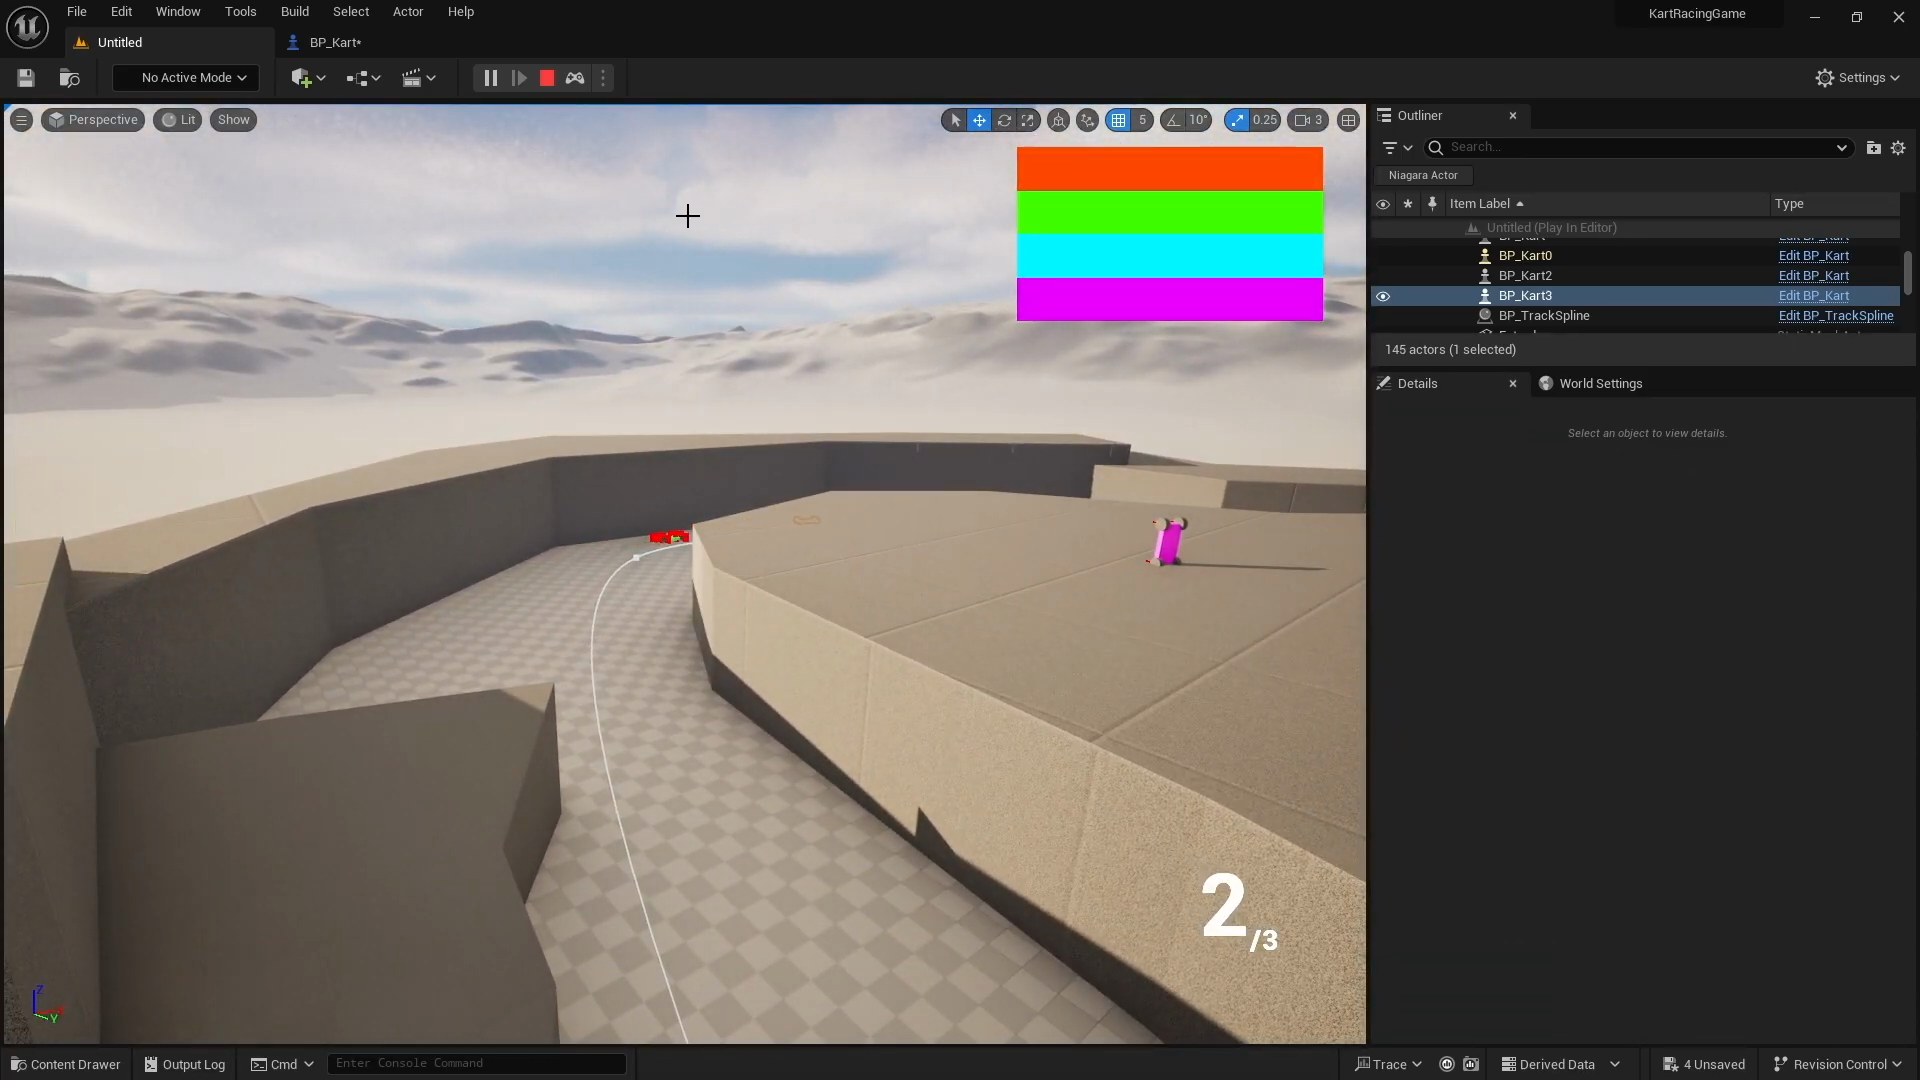 File Edit Window Tools Build Select Actor Help
KartRacingGame
Untitled
BP_Kart*
No Active Mode
Settings
Perspective
Lit
Show
5
10°
0.25
3
Outliner
Search...
Niagara Actor
Item Label
Type
Untitled (Play In Editor)
BP_Kart Edit BP_Kart
BP_Kart0 Edit BP_Kart
BP_Kart2 Edit BP_Kart
BP_Kart3 Edit BP_Kart
BP_TrackSpline Edit BP_TrackSpline
145 actors (1 selected)
Details
World Settings
Select an object to view details.
2/3
Z
Y
Content Drawer
Output Log
Cmd
Enter Console Command
Trace
Derived Data
4 Unsaved
Revision Control